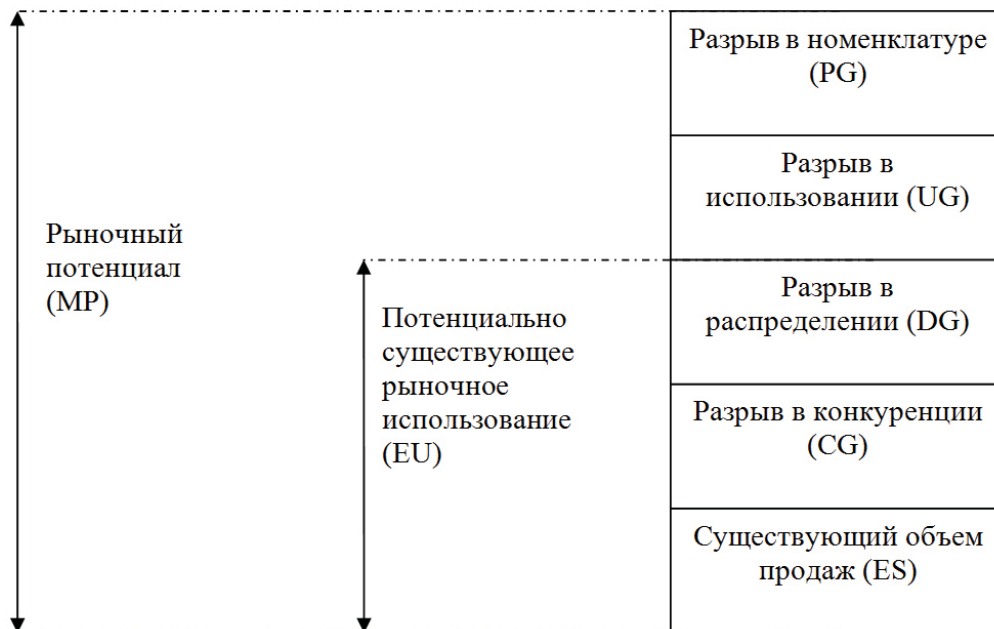 Разрыв в номенклатуре
(PG)
Разрыв в
использовании (UG)
Рыночный
потенциал
(MP)
Разрыв в
распределении (DG)
Потенциально
существующее
рыночное
использование
(EU)
Разрыв в конкуренции
(CG)
Существующий объем
продаж (ES)